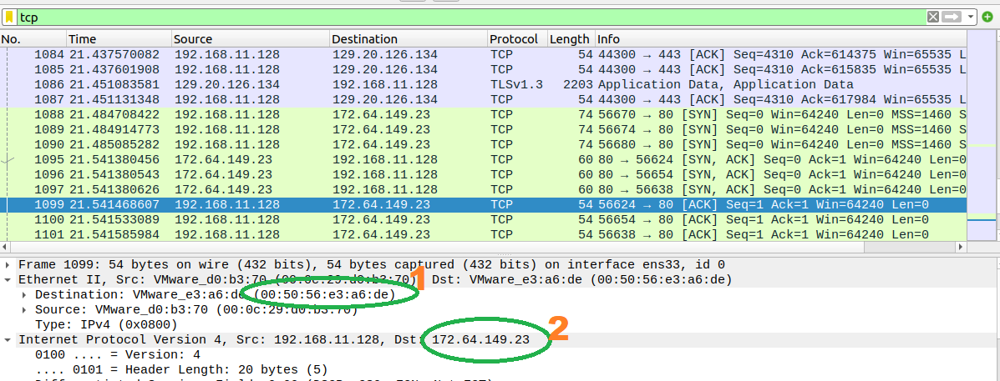 tcp
No. Time Source Destination Protocol Length Info
1084 21.437570082 192.168.11.128 129.20.126.134 TCP 54 44300 → 443 [ACK] Seq=4310 Ack=614375 Win=65535 L
1085 21.437601908 192.168.11.128 129.20.126.134 TCP 54 44300 → 443 [ACK] Seq=4310 Ack=615835 Win=65535 L
1086 21.451083581 129.20.126.134 192.168.11.128 TLSv1.3 2203 Application Data, Application Data
1087 21.451131348 192.168.11.128 129.20.126.134 TCP 54 44300 → 443 [ACK] Seq=4310 Ack=617984 Win=65535 L
1088 21.484708422 192.168.11.128 172.64.149.23 TCP 74 56670 → 80 [SYN] Seq=0 Win=64240 Len=0 MSS=1460 S
1089 21.484914773 192.168.11.128 172.64.149.23 TCP 74 56674 → 80 [SYN] Seq=0 Win=64240 Len=0 MSS=1460 S
1090 21.485085282 192.168.11.128 172.64.149.23 TCP 74 56680 → 80 [SYN] Seq=0 Win=64240 Len=0 MSS=1460 S
1095 21.541380456 172.64.149.23 192.168.11.128 TCP 60 80 → 56624 [SYN, ACK] Seq=0 Ack=1 Win=64240 Len=0
1096 21.541380543 172.64.149.23 192.168.11.128 TCP 60 80 → 56654 [SYN, ACK] Seq=0 Ack=1 Win=64240 Len=0
1097 21.541380626 172.64.149.23 192.168.11.128 TCP 60 80 → 56638 [SYN, ACK] Seq=0 Ack=1 Win=64240 Len=0
1099 21.541468607 192.168.11.128 172.64.149.23 TCP 54 56624 → 80 [ACK] Seq=1 Ack=1 Win=64240 Len=0
1100 21.541533089 192.168.11.128 172.64.149.23 TCP 54 56654 → 80 [ACK] Seq=1 Ack=1 Win=64240 Len=0
1101 21.541585984 192.168.11.128 172.64.149.23 TCP 54 56638 → 80 [ACK] Seq=1 Ack=1 Win=64240 Len=0
Frame 1099: 54 bytes on wire (432 bits), 54 bytes captured (432 bits) on interface ens33, id 0
Ethernet II, Src: VMware_d0:b3:70 (00:0c:29:d0:b3:70), Dst: VMware_e3:a6:de (00:50:56:e3:a6:de)
1
Destination: VMware_e3:a6:de (00:50:56:e3:a6:de)
Source: VMware_d0:b3:70 (00:0c:29:d0:b3:70)
Type: IPv4 (0x0800)
2
Internet Protocol Version 4, Src: 192.168.11.128, Dst: 172.64.149.23
0100 .... = Version: 4
.... 0101 = Header Length: 20 bytes (5)